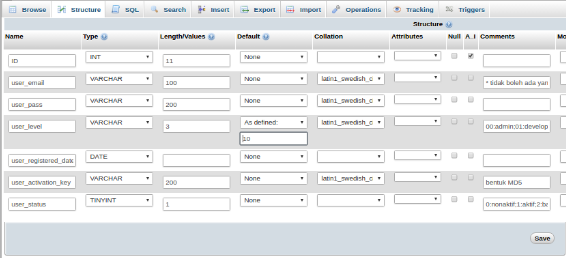 Browse Structure SQL Search Insert Export Import Operations Tracking Triggers
Structure
Name Type Length/Values Default Collation Attributes Null A_I Comments
ID INT 11 None
user_email VARCHAR 100 None latin1_swedish_c * tidak boleh ada yan
user_pass VARCHAR 200 None latin1_swedish_c
user_level VARCHAR 3 As defined: latin1_swedish_c 00:admin;01:develop
10
user_registered_date DATE None
user_activation_key VARCHAR 200 None latin1_swedish_c bentuk MD5
user_status TINYINT 1 None 0:nonaktif;1:aktif;2:ba
Save